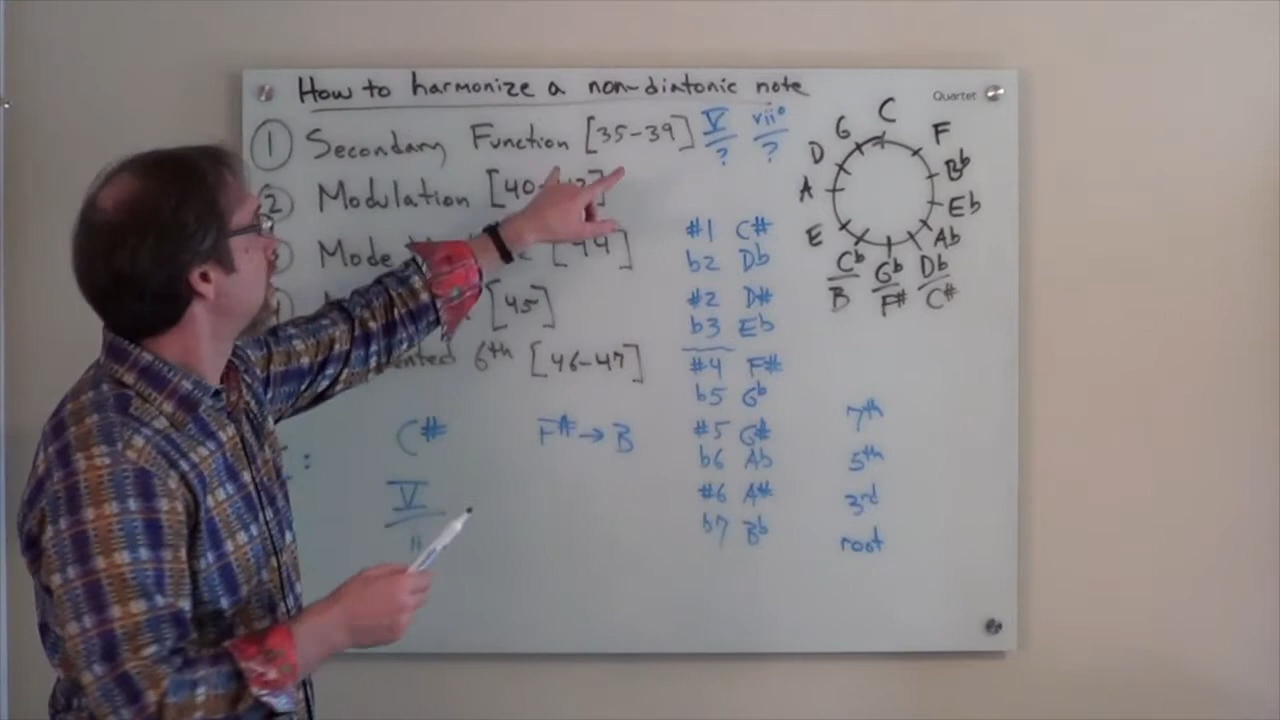 How to harmonize a non-diatonic note
Quartet
1 Secondary Function [35-39] V/? vii°/?
2 Modulation [40-
Mode [44]
[45]
6th [46-47]
C
F
Bb
Eb
Ab
Db
C#
Gb
F#
Cb
B
E
A
D
G
#1 C#
b2 Db
#2 D#
b3 Eb
#4 F#
b5 Gb
#5 G#
b6 Ab
#6 A#
b7 Bb
7th
5th
3rd
root
: C# F# → B
V
ii